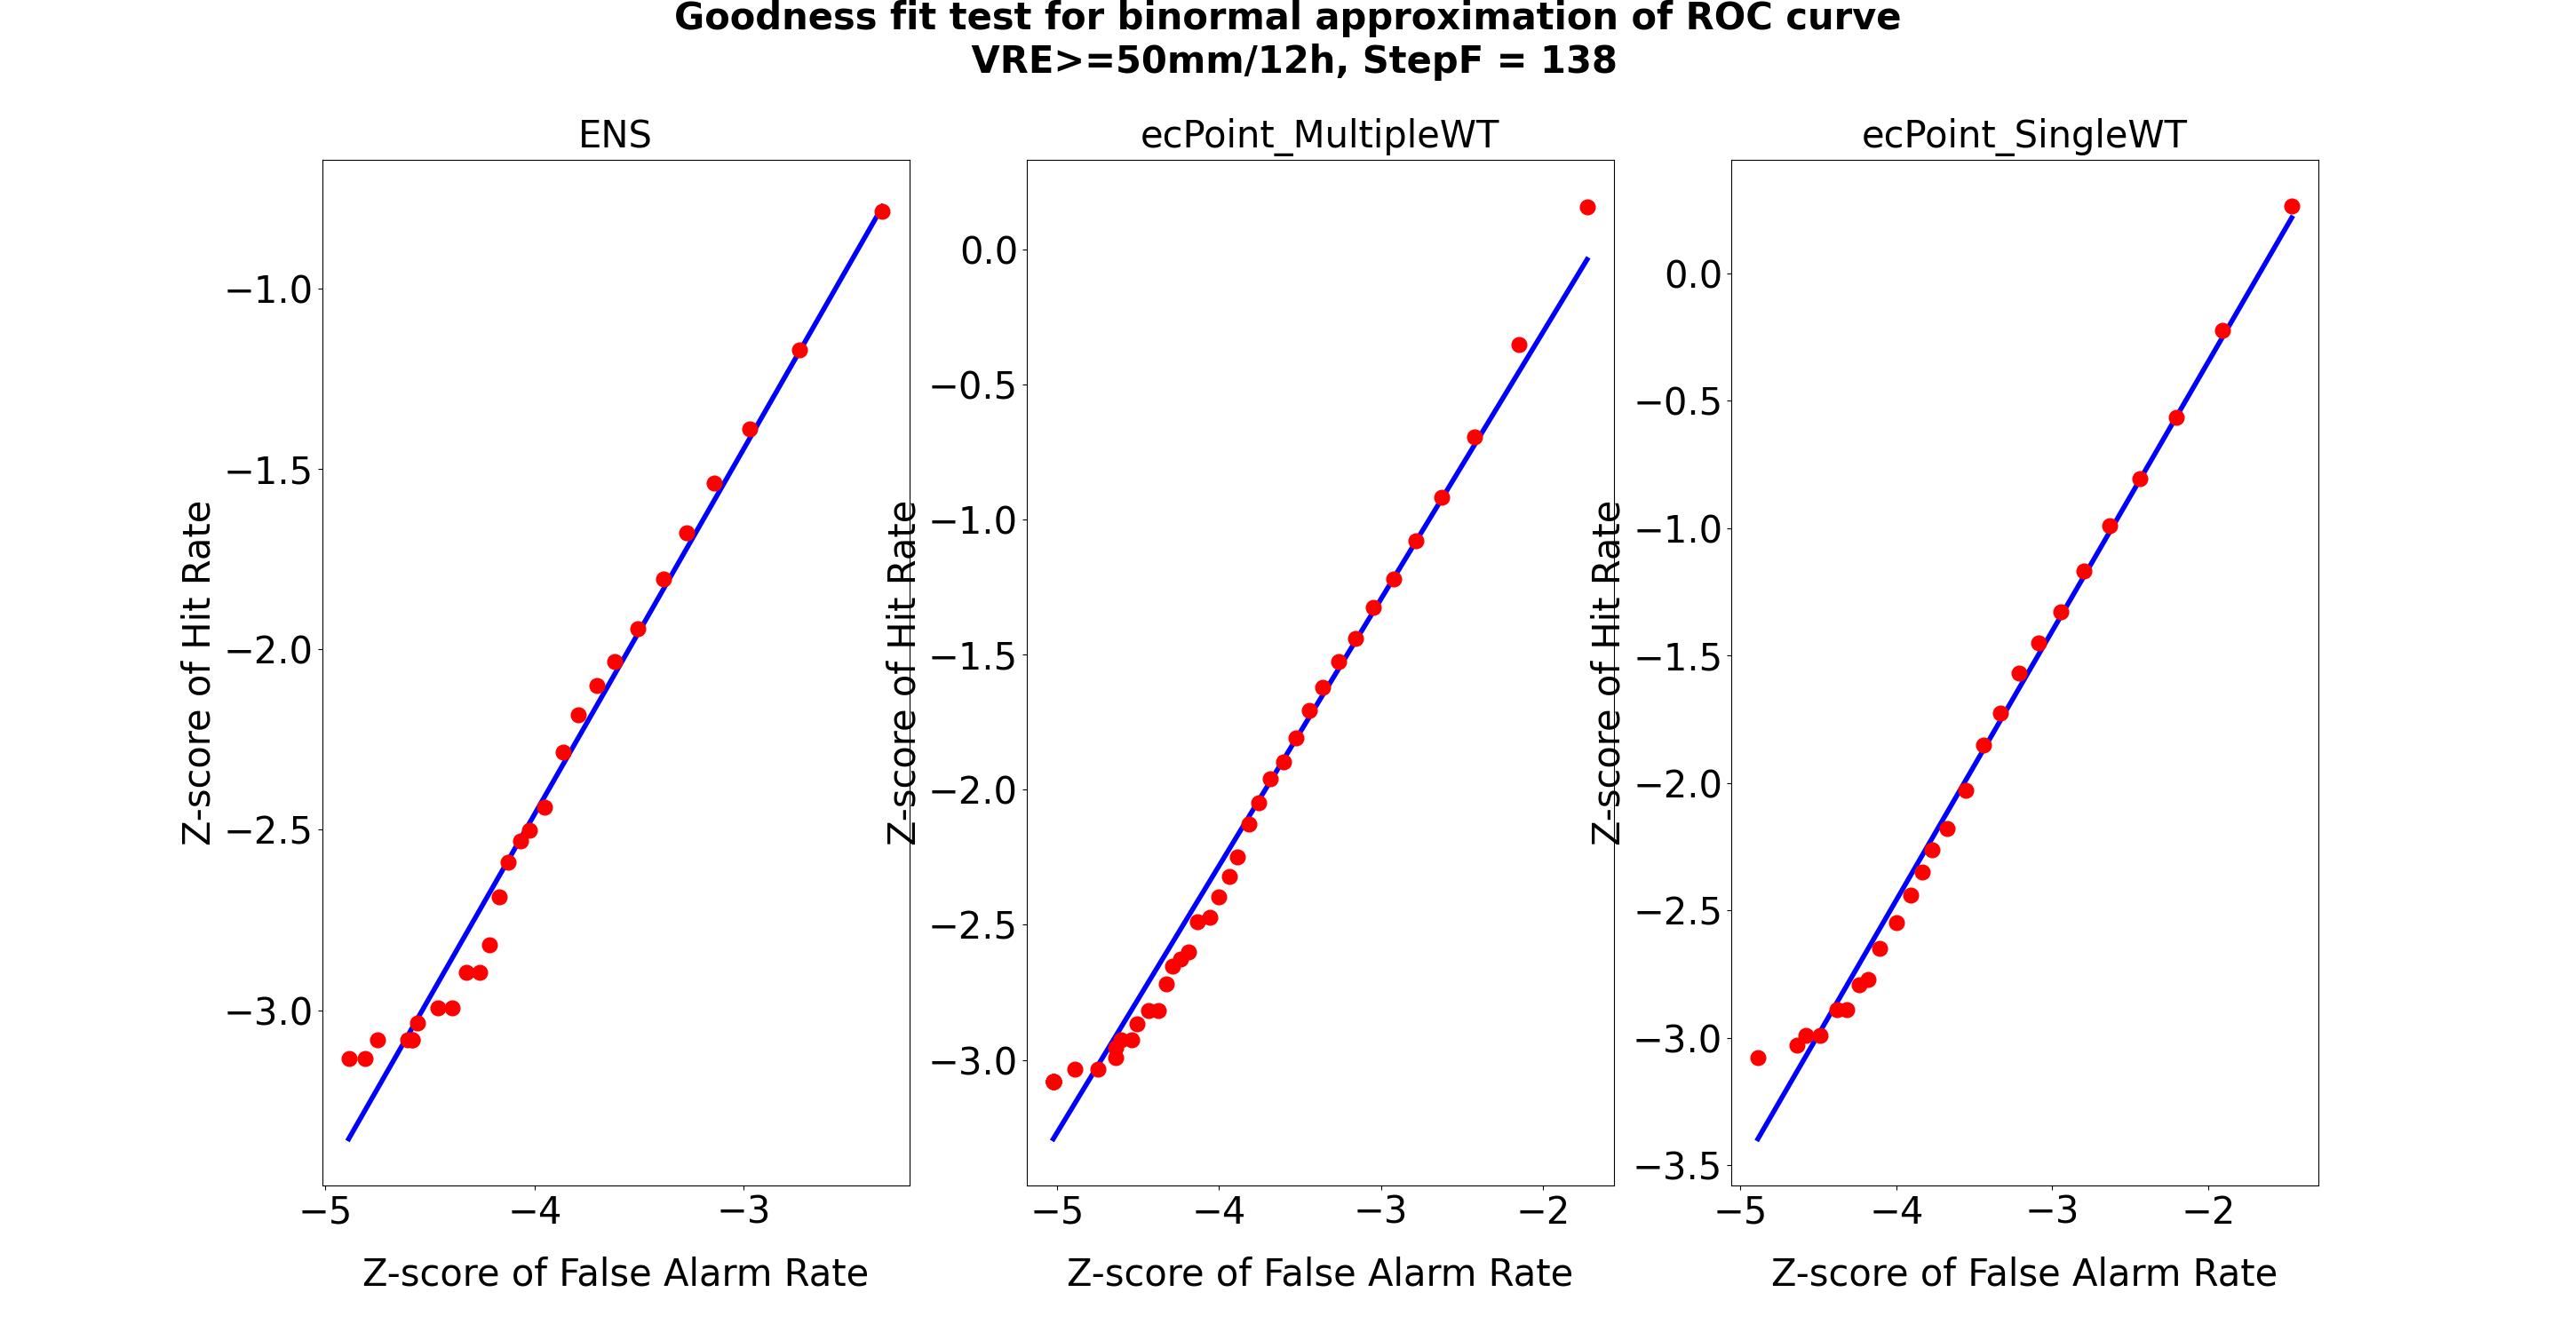 Goodness fit test for binormal approximation of ROC curve
VRE>=50mm/12h, StepF = 138
ENS
−1.0
−1.5
−2.0
−2.5
−3.0
−5 −4 −3
Z-score of Hit Rate
Z-score of False Alarm Rate
ecPoint_MultipleWT
0.0
−0.5
−1.0
−1.5
−2.0
−2.5
−3.0
−5 −4 −3 −2
Z-score of Hit Rate
Z-score of False Alarm Rate
ecPoint_SingleWT
0.0
−0.5
−1.0
−1.5
−2.0
−2.5
−3.0
−3.5
−5 −4 −3 −2
Z-score of Hit Rate
Z-score of False Alarm Rate